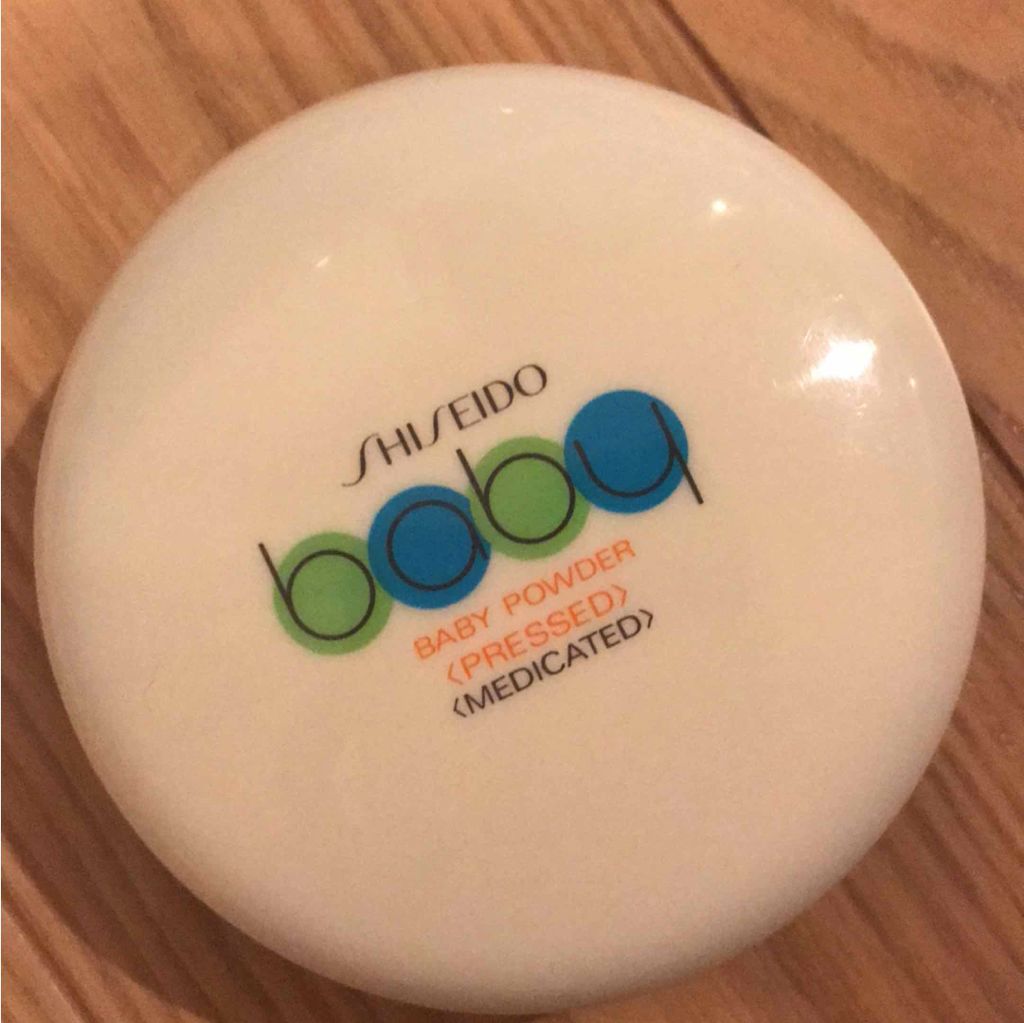 SHISEIDO
baby
BABY POWDER
〈PRESSED〉
〈MEDICATED〉